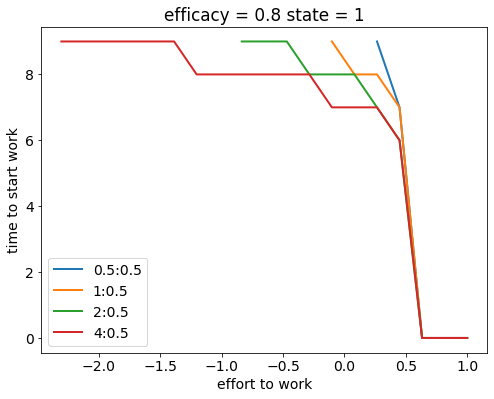 efficacy = 0.8 state = 1
time to start work
8
6
4
2
0
0.5:0.5
1:0.5
2:0.5
4:0.5
−2.0 −1.5 −1.0 −0.5 0.0 0.5 1.0
effort to work